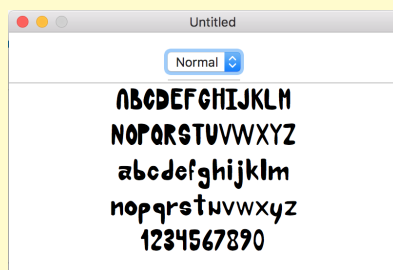 Untitled
Normal
ABCDEFGHIJKLM
NOPQRSTUVWXYZ
abcdefghijklm
nopqrstuvwxyz
1234567890